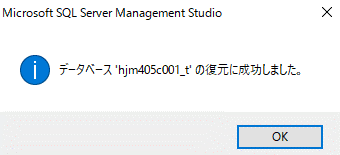 Microsoft SQL Server Management Studio
データベース 'hjm405c001_t' の復元に成功しました。
OK